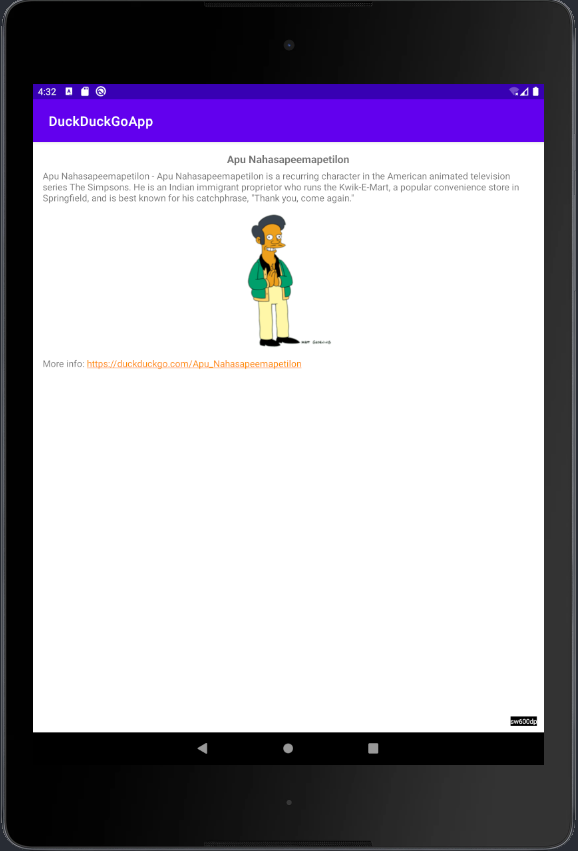 4:32
DuckDuckGoApp
Apu Nahasapeemapetilon
Apu Nahasapeemapetilon - Apu Nahasapeemapetilon is a recurring character in the American animated television
series The Simpsons. He is an Indian immigrant proprietor who runs the Kwik-E-Mart, a popular convenience store in
Springfield, and is best known for his catchphrase, "Thank you, come again."
More info: https://duckduckgo.com/Apu_Nahasapeemapetilon
sw600dp